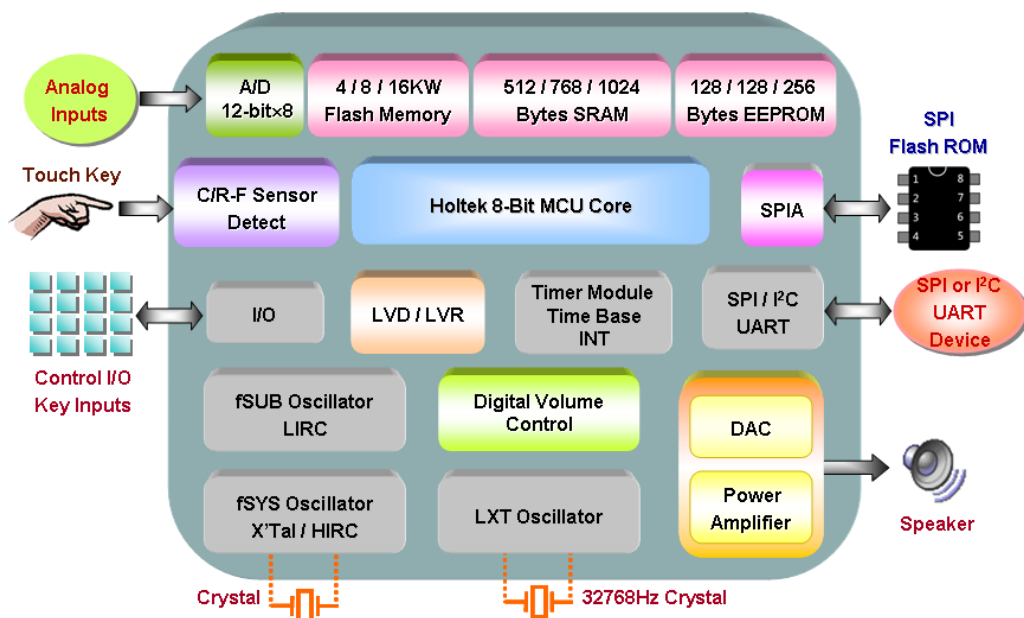 Analog
Inputs
A/D
12-bit×8
4 / 8 / 16KW
Flash Memory
512 / 768 / 1024
Bytes SRAM
128 / 128 / 256
Bytes EEPROM
SPI
Flash ROM
Touch Key
C/R-F Sensor
Detect
Holtek 8-Bit MCU Core
SPIA
1 8
2 7
3 6
4 5
I/O
LVD / LVR
Timer Module
Time Base
INT
SPI / I²C
UART
SPI or I²C
UART
Device
Control I/O
Key Inputs
fSUB Oscillator
LIRC
Digital Volume
Control
DAC
Power
Amplifier
Speaker
fSYS Oscillator
X'Tal / HIRC
LXT Oscillator
Crystal
32768Hz Crystal